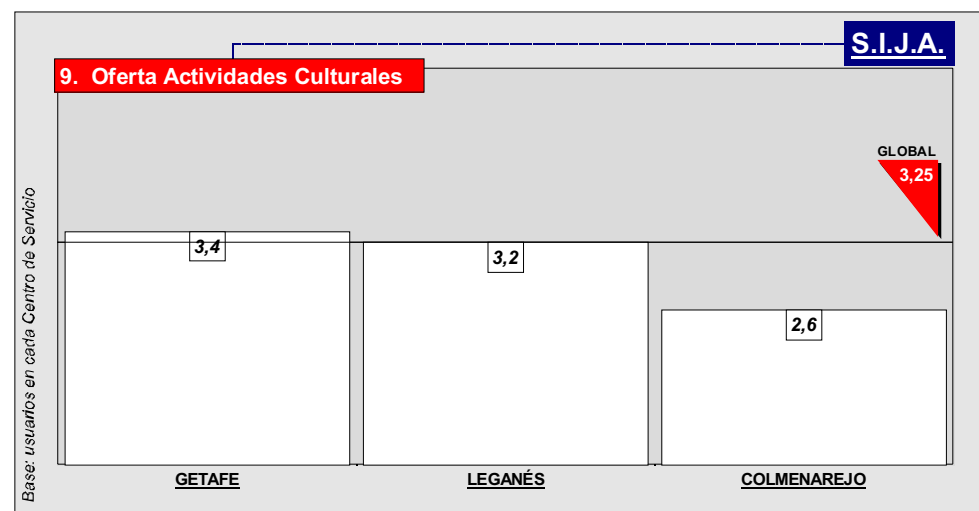 S.I.J.A.
9. Oferta Actividades Culturales
GLOBAL
3,25
Base: usuarios en cada Centro de Servicio
3,4
3,2
2,6
GETAFE
LEGANÉS
COLMENAREJO